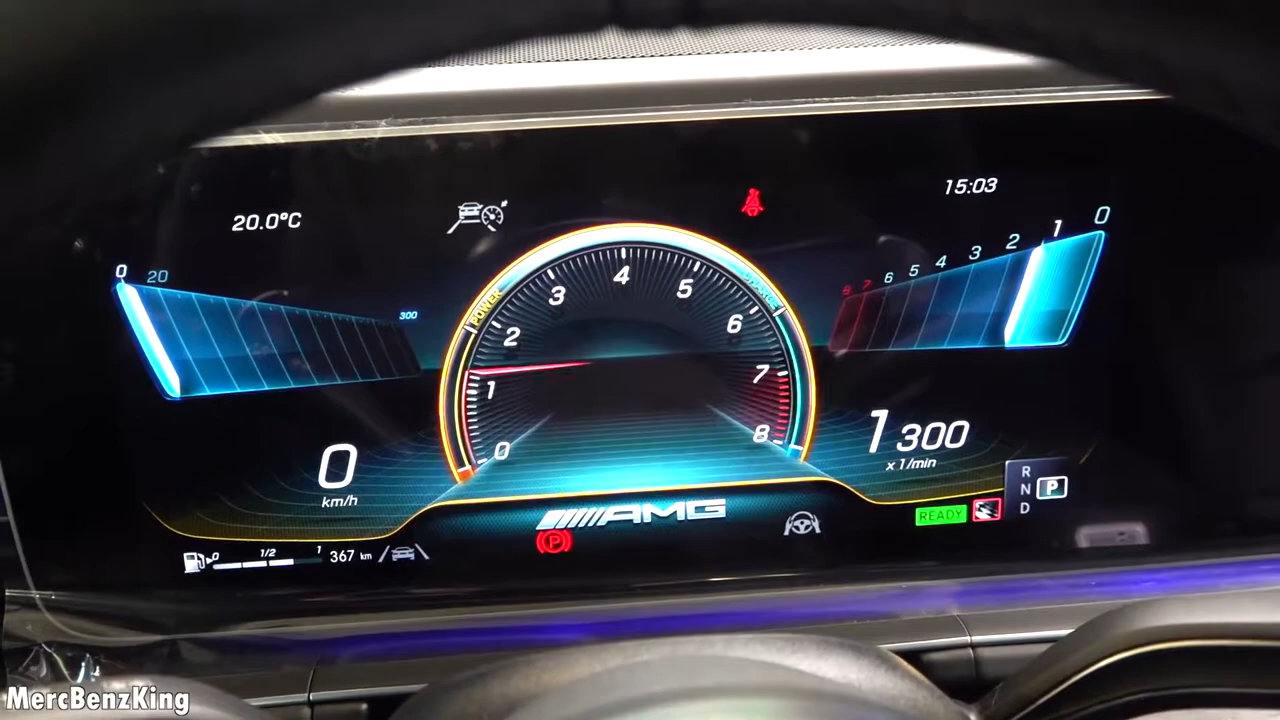 15:03
20.0°C
0 20 300
8 7 6 5 4 3 2 1 0
POWER
CHARGE
0 1 2 3 4 5 6 7 8
0
km/h
1300
x 1/min
R
N P
D
AMG
READY
P
0 1/2 1 367 km
MercBenzKing